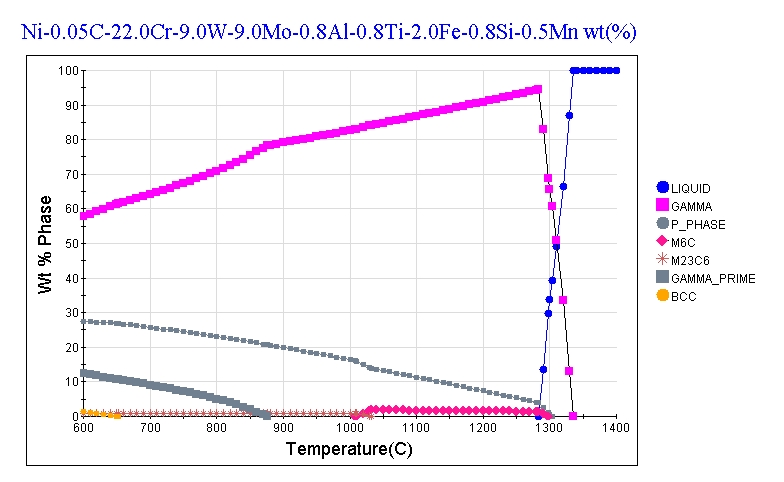 Ni-0.05C-22.0Cr-9.0W-9.0Mo-0.8Al-0.8Ti-2.0Fe-0.8Si-0.5Mn wt(%)
100
90
80
70
60
50
40
30
20
10
0
Wt % Phase
600 700 800 900 1000 1100 1200 1300 1400
Temperature(C)
LIQUID
GAMMA
P_PHASE
M6C
M23C6
GAMMA_PRIME
BCC